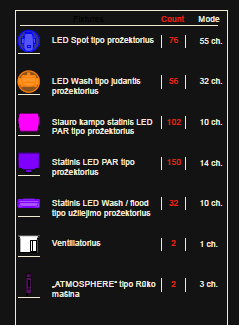 Fixtures Count Mode
LED Spot tipo prožektorius 76 55 ch.
LED Wash tipo judantis
prožektorius 56 32 ch.
Siauro kampo statinis LED
PAR tipo prožektorius 102 10 ch.
Statinis LED PAR tipo
prožektorius 150 14 ch.
Statinis LED Wash / flood
tipo užliejimo prožektorius 32 10 ch.
Ventiliatorius 2 1 ch.
„ATMOSPHERE“ tipo Rūko
mašina 2 3 ch.